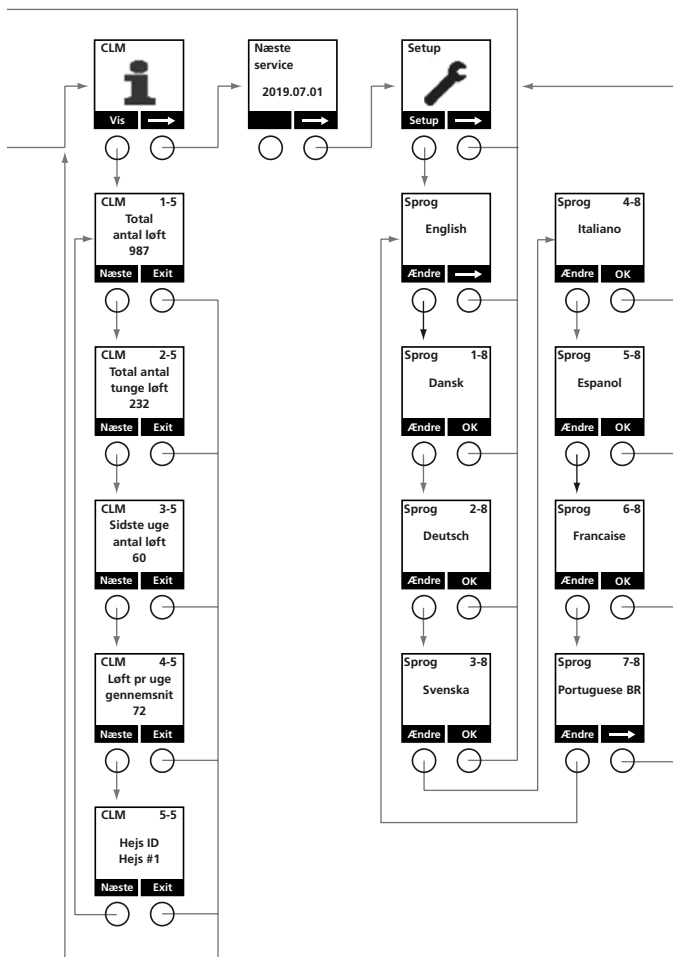 CLM
Vis
Næste
service
2019.07.01
Setup
Setup
CLM 1-5
Total
antal løft
987
Næste Exit
CLM 2-5
Total antal
tunge løft
232
Næste Exit
CLM 3-5
Sidste uge
antal løft
60
Næste Exit
CLM 4-5
Løft pr uge
gennemsnit
72
Næste Exit
CLM 5-5
Hejs ID
Hejs #1
Næste Exit
Sprog
English
Ændre
Sprog 1-8
Dansk
Ændre OK
Sprog 2-8
Deutsch
Ændre OK
Sprog 3-8
Svenska
Ændre OK
Sprog 4-8
Italiano
Ændre OK
Sprog 5-8
Espanol
Ændre OK
Sprog 6-8
Francaise
Ændre OK
Sprog 7-8
Portuguese BR
Ændre